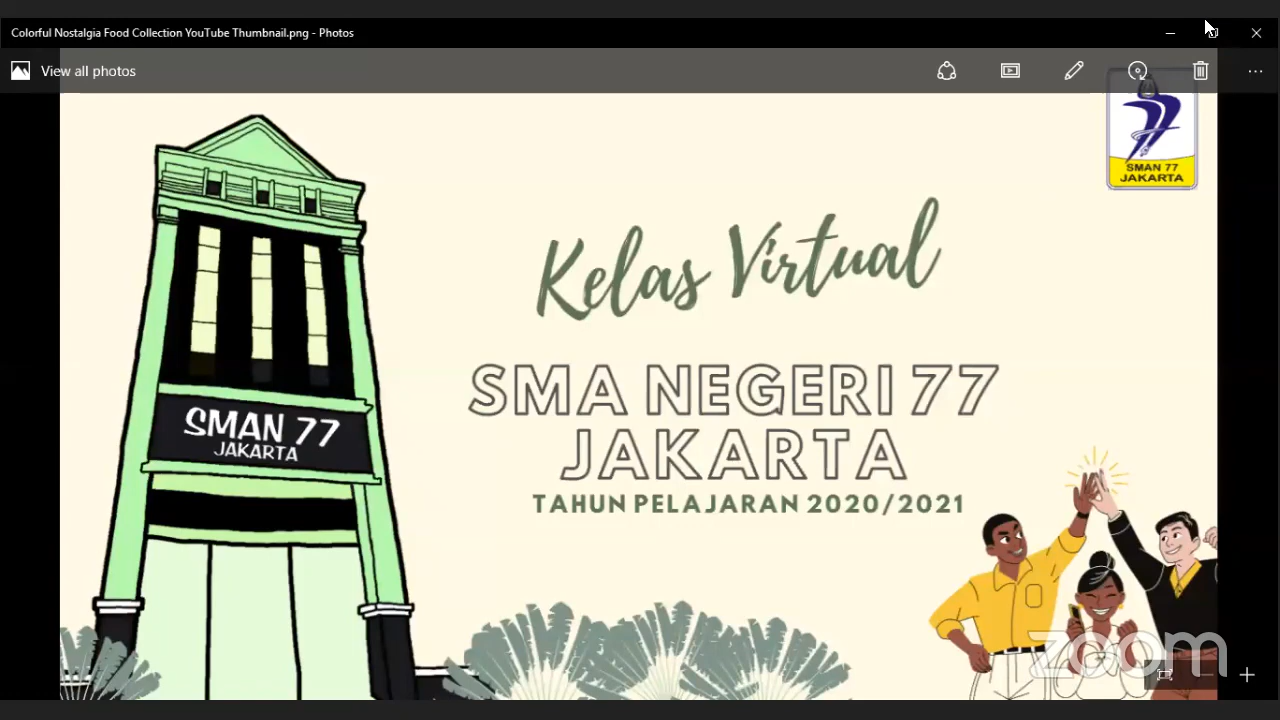 Colorful Nostalgia Food Collection YouTube Thumbnail.png - Photos
View all photos
SMAN 77
JAKARTA
Kelas Virtual
SMA NEGERI 77
JAKARTA
TAHUN PELAJARAN 2020/2021
SMAN 77
JAKARTA
zoom